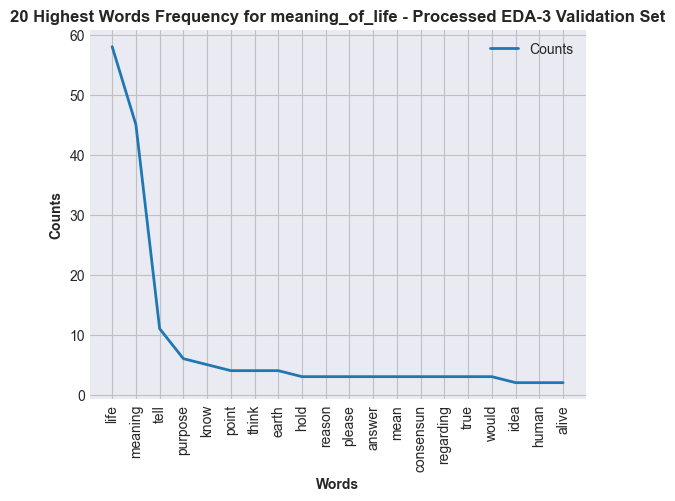 20 Highest Words Frequency for meaning_of_life - Processed EDA-3 Validation Set
Counts
60
50
40
30
20
10
0
Counts
life
meaning
tell
purpose
know
point
think
earth
hold
reason
please
answer
mean
consensun
regarding
true
would
idea
human
alive
Words